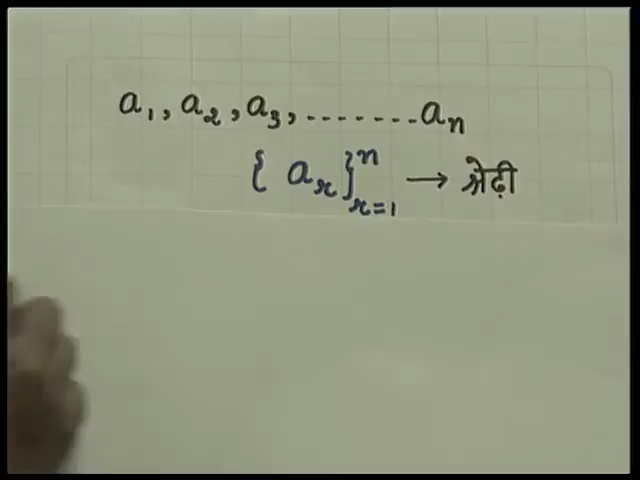 a₁, a₂, a₃, ........ aₙ
{ aᵣ }ⁿᵣ₌₁ → श्रेढ़ी